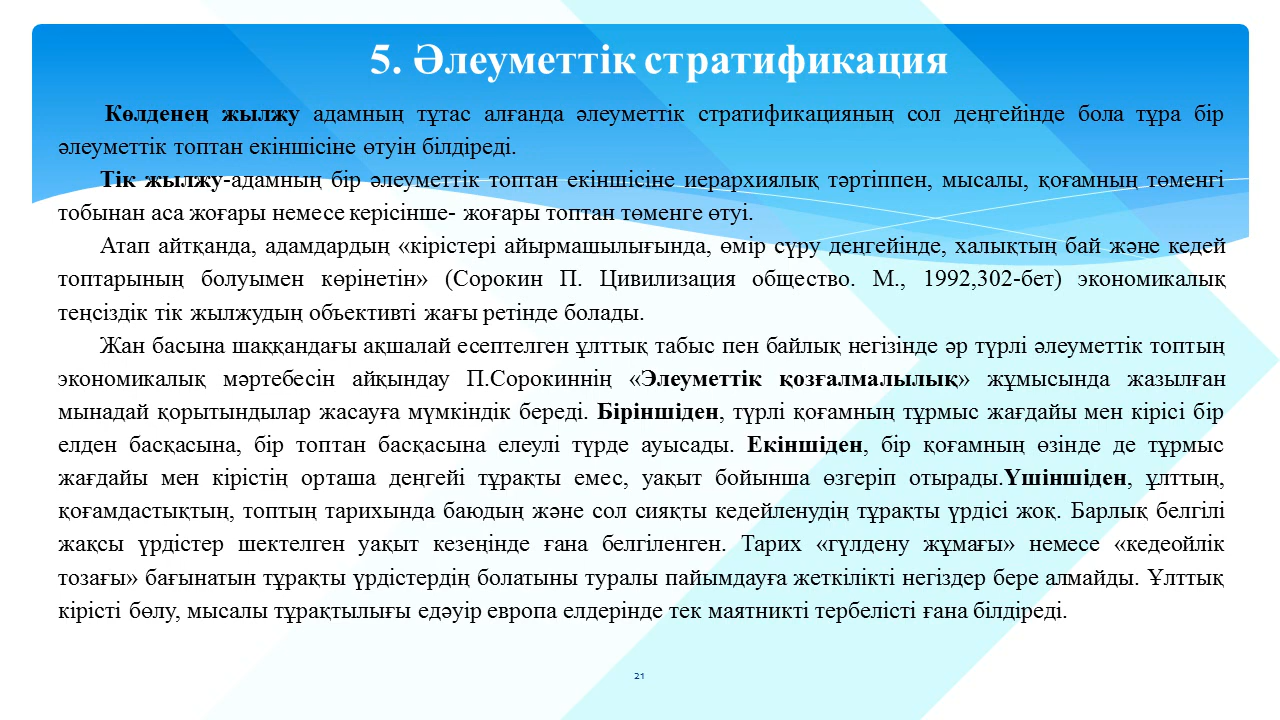 5. Әлеуметтік стратификация
Көлденең жылжу адамның тұтас алғанда әлеуметтік стратификацияның сол деңгейінде бола тұра бір
әлеуметтік топтан екіншісіне өтуін білдіреді.
Тік жылжу-адамның бір әлеуметтік топтан екіншісіне иерархиялық тәртіппен, мысалы, қоғамның төменгі
тобынан аса жоғары немесе керісінше- жоғары топтан төменге өтуі.
Атап айтқанда, адамдардың «кірістері айырмашылығында, өмір сүру деңгейінде, халықтың бай және кедей
топтарының болуымен көрінетін» (Сорокин П. Цивилизация общество. М., 1992,302-бет) экономикалық
теңсіздік тік жылжудың объективті жағы ретінде болады.
Жан басына шаққандағы ақшалай есептелген ұлттық табыс пен байлық негізінде әр түрлі әлеуметтік топтың
экономикалық мәртебесін айқындау П.Сорокиннің «Элеуметтік қозғалмалылық» жұмысында жазылған
мынадай қорытындылар жасауға мүмкіндік береді. Біріншіден, түрлі қоғамның тұрмыс жағдайы мен кірісі бір
елден басқасына, бір топтан басқасына елеулі түрде ауысады. Екіншіден, бір қоғамның өзінде де тұрмыс
жағдайы мен кірістің орташа деңгейі тұрақты емес, уақыт бойынша өзгеріп отырады.Үшіншіден, ұлттың,
қоғамдастықтың, топтың тарихында баюдың және сол сияқты кедейленудің тұрақты үрдісі жоқ. Барлық белгілі
жақсы үрдістер шектелген уақыт кезеңінде ғана белгіленген. Тарих «гүлдену жұмағы» немесе «кедеойлік
тозағы» бағынатын тұрақты үрдістердің болатыны туралы пайымдауға жеткілікті негіздер бере алмайды. Ұлттық
кірісті бөлу, мысалы тұрақтылығы едәуір европа елдерінде тек маятникті тербелісті ғана білдіреді.
21